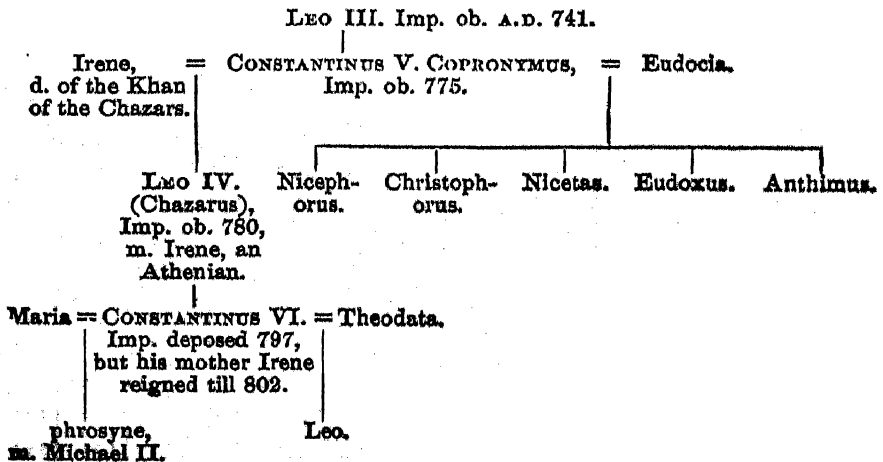 LEO III. Imp. ob. A.D. 741.
Irene, = CONSTANTINUS V. COPRONYMUS, = Eudocia.
d. of the Khan Imp. ob. 775.
of the Chazars.
LEO IV. Niceph- Christoph- Nicetas. Eudoxus. Anthimus.
(Chazarus), orus. orus.
Imp. ob. 780,
m. Irene, an
Athenian.
Maria = CONSTANTINUS VI. = Theodata.
Imp. deposed 797,
but his mother Irene
reigned till 802.
phrosyne, Leo.
m. Michael II.